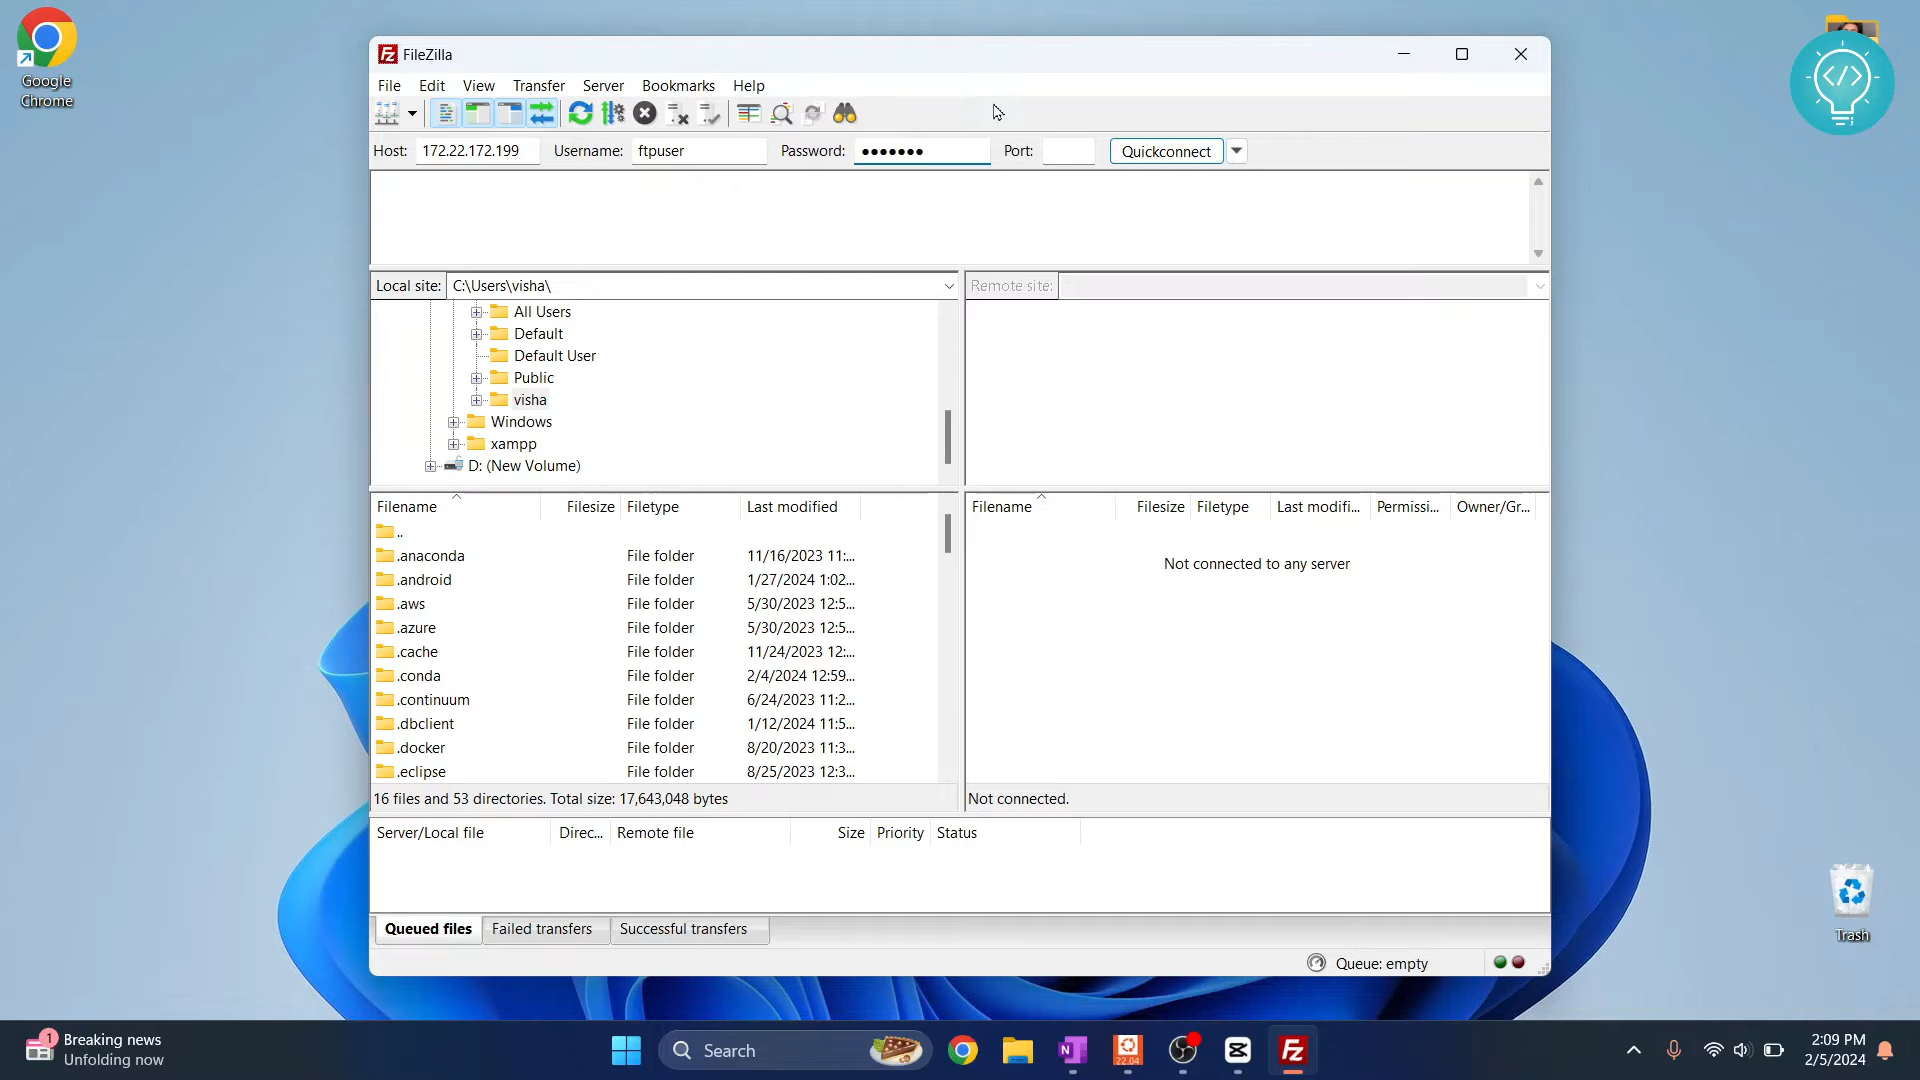 Google
Chrome
FileZilla
File Edit View Transfer Server Bookmarks Help
Host: 172.22.172.199 Username: ftpuser Password: ●●●●●●● Port: Quickconnect
Local site: C:\Users\visha\
Remote site:
All Users
Default
Default User
Public
visha
Windows
xampp
D: (New Volume)
Filename Filesize Filetype Last modified
..
.anaconda File folder 11/16/2023 11:...
.android File folder 1/27/2024 1:02...
.aws File folder 5/30/2023 12:5...
.azure File folder 5/30/2023 12:5...
.cache File folder 11/24/2023 12:...
.conda File folder 2/4/2024 12:59...
.continuum File folder 6/24/2023 11:2...
.dbclient File folder 1/12/2024 11:5...
.docker File folder 8/20/2023 11:3...
.eclipse File folder 8/25/2023 12:3...
16 files and 53 directories. Total size: 17,643,048 bytes
Filename Filesize Filetype Last modifi... Permissi... Owner/Gr...
Not connected to any server
Not connected.
Server/Local file Direc... Remote file Size Priority Status
Queued files Failed transfers Successful transfers
Queue: empty
Trash
1
Breaking news
Unfolding now
Search
22.04
2:09 PM
2/5/2024